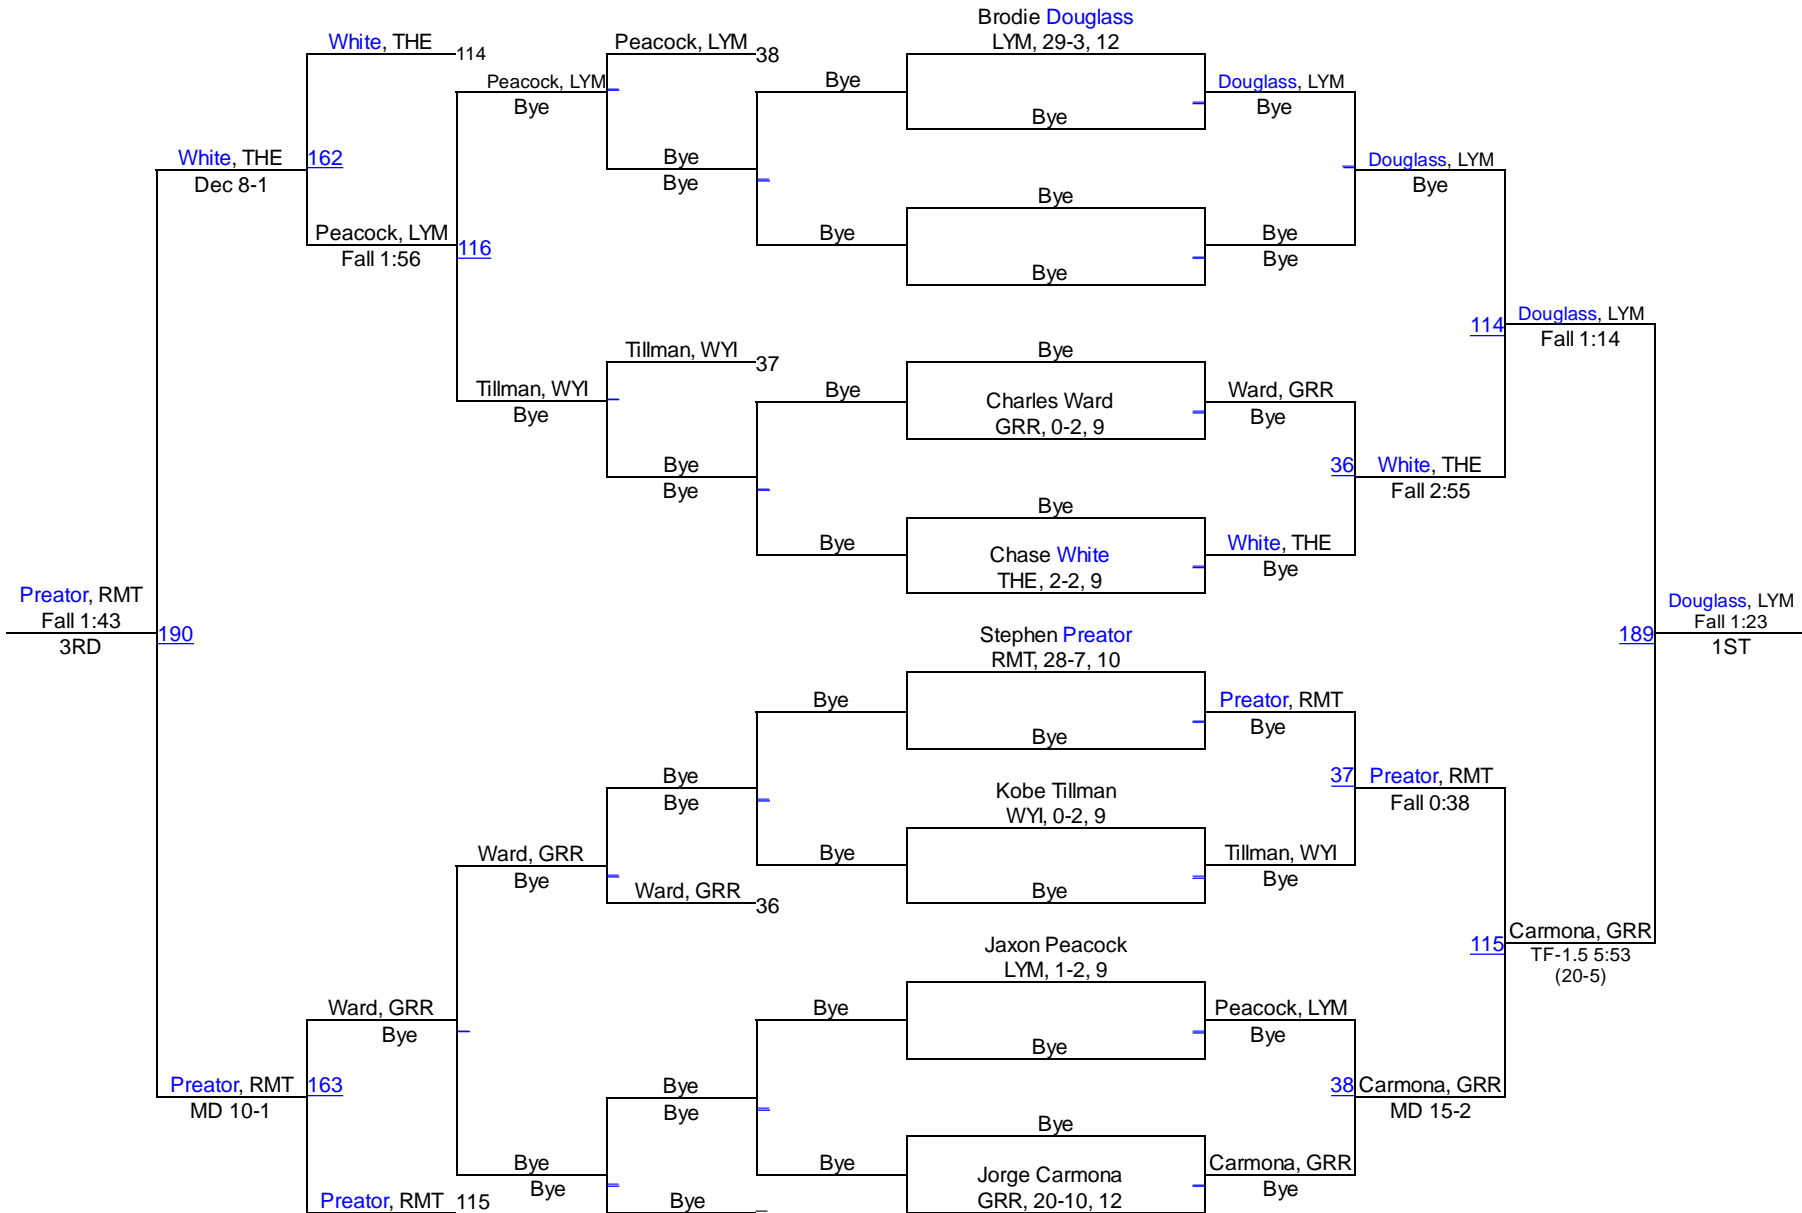 Brodie Douglass
LYM, 29-3, 12
White, THE
114
Peacock, LYM
38
Peacock, LYM
Bye
Bye
Bye
Douglass, LYM
Bye
White, THE
162
Dec 8-1
Bye
Bye
Douglass, LYM
Bye
Bye
Peacock, LYM
116
Fall 1:56
Bye
Bye
Bye
Bye
114
Douglass, LYM
Fall 1:14
Tillman, WYI
37
Bye
Tillman, WYI
Bye
Bye
Charles Ward
GRR, 0-2, 9
Ward, GRR
Bye
Bye
Bye
36
White, THE
Fall 2:55
Bye
Bye
Chase White
THE, 2-2, 9
White, THE
Bye
Preator, RMT
Fall 1:43
3RD
190
189
Douglass, LYM
Fall 1:23
1ST
Stephen Preator
RMT, 28-7, 10
Bye
Bye
Preator, RMT
Bye
Bye
Bye
Kobe Tillman
WYI, 0-2, 9
37
Preator, RMT
Fall 0:38
Ward, GRR
Bye
Bye
Bye
Tillman, WYI
Bye
Ward, GRR
36
Jaxon Peacock
LYM, 1-2, 9
115
Carmona, GRR
TF-1.5 5:53
(20-5)
Ward, GRR
Bye
Bye
Bye
Peacock, LYM
Bye
Preator, RMT
163
MD 10-1
Bye
Bye
38
Carmona, GRR
MD 15-2
Bye
Bye
Bye
Bye
Jorge Carmona
GRR, 20-10, 12
Carmona, GRR
Bye
Preator, RMT
115
Bye